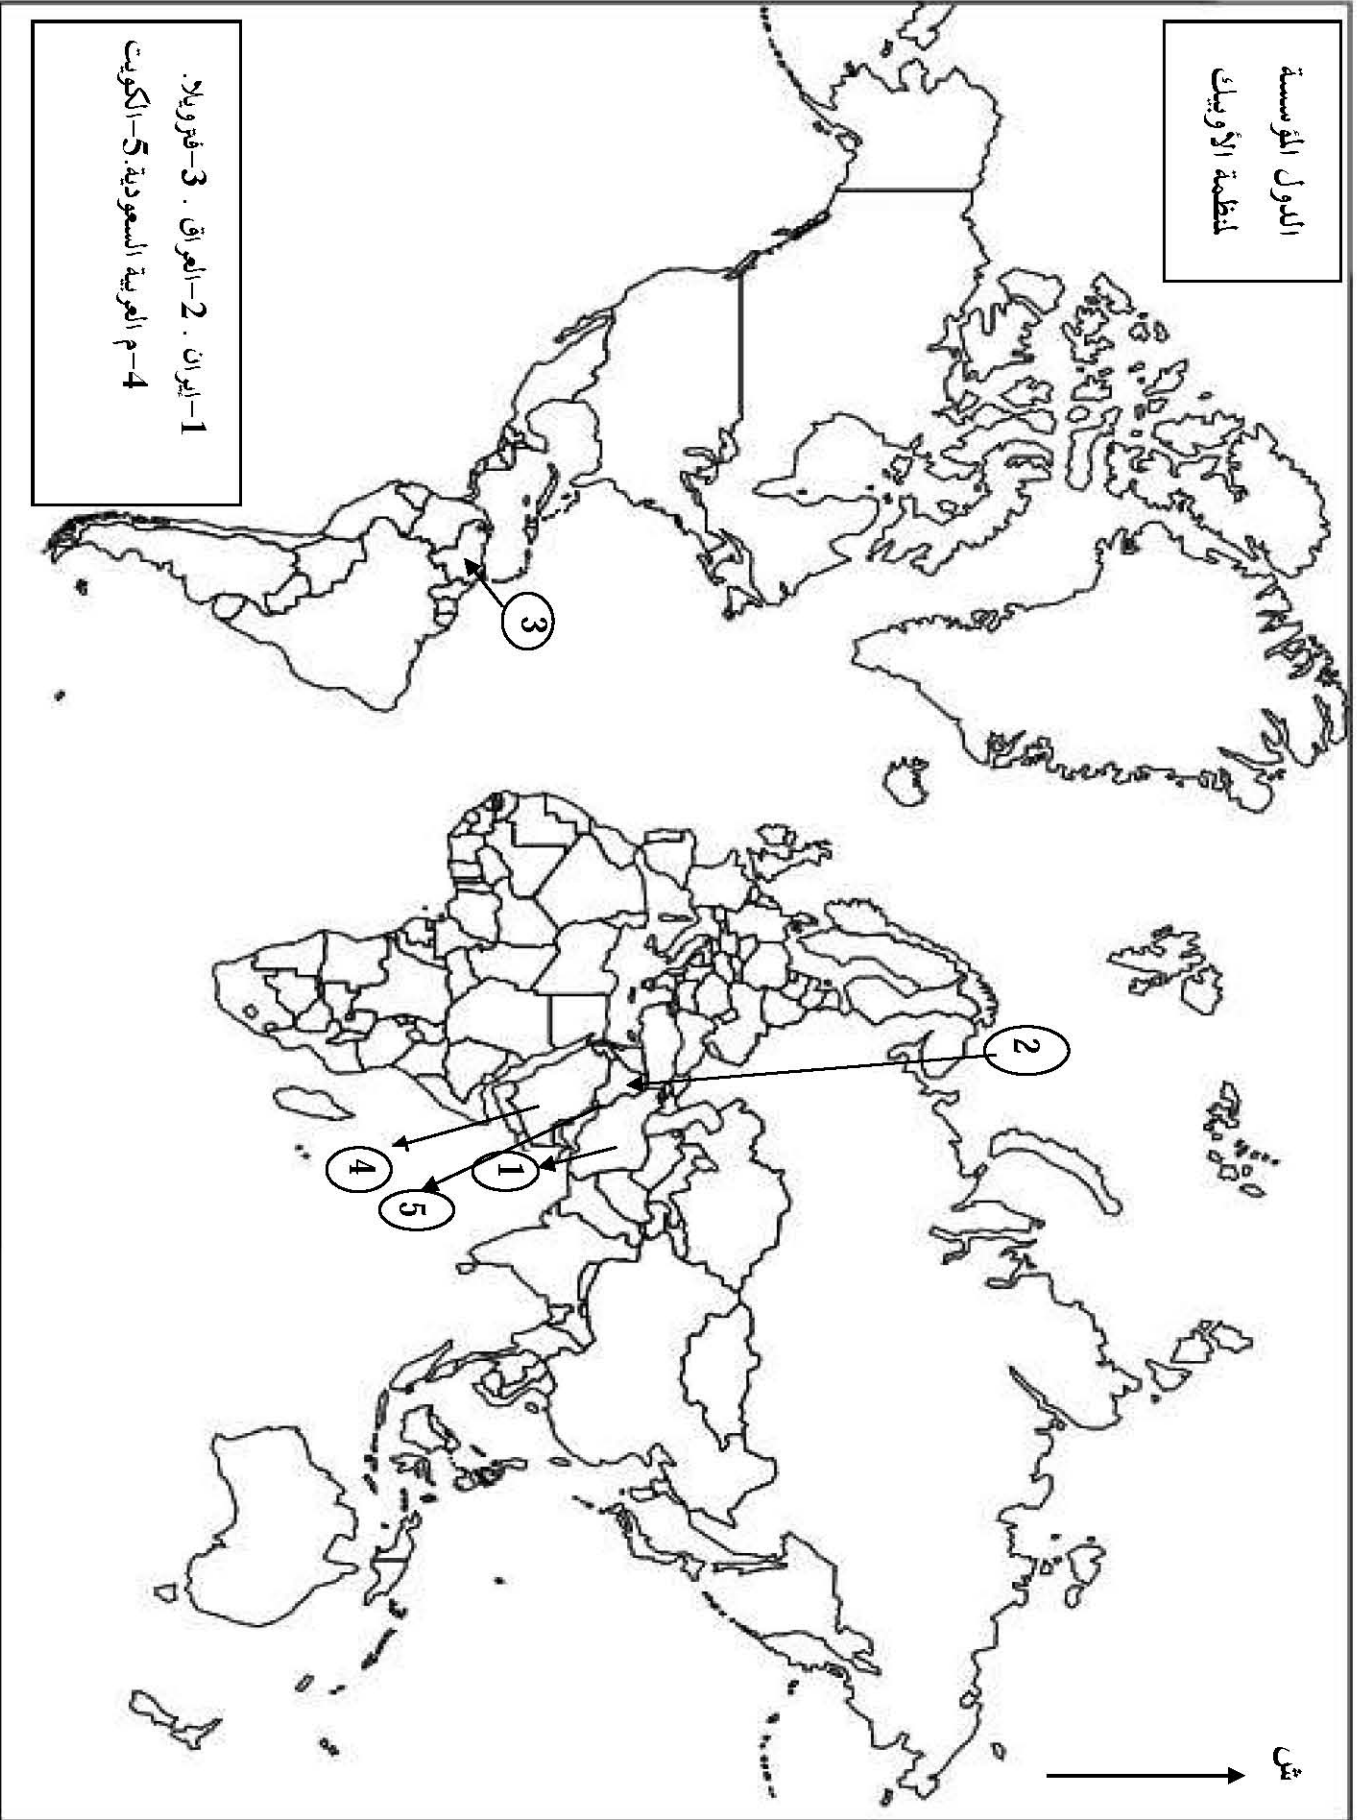 الدول المؤسسة
لمنظمة الأوبيك
ش
2
3
1
4
5
1-إيران . 2-العراق . 3-فترويلا.
4-م العربية السعودية.5-الكويت